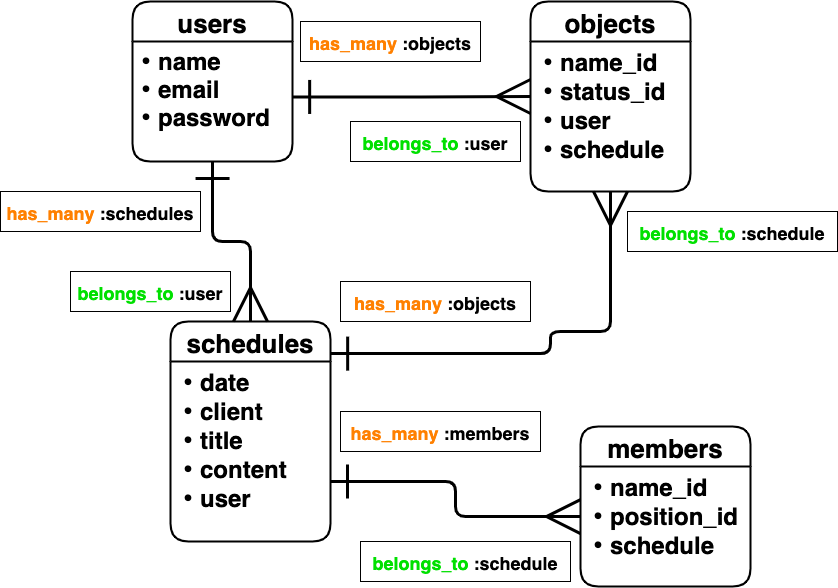 users
• name
• email
• password
has_many :objects
belongs_to :user
objects
• name_id
• status_id
• user
• schedule
has_many :schedules
belongs_to :user
belongs_to :schedule
has_many :objects
schedules
• date
• client
• title
• content
• user
has_many :members
belongs_to :schedule
members
• name_id
• position_id
• schedule